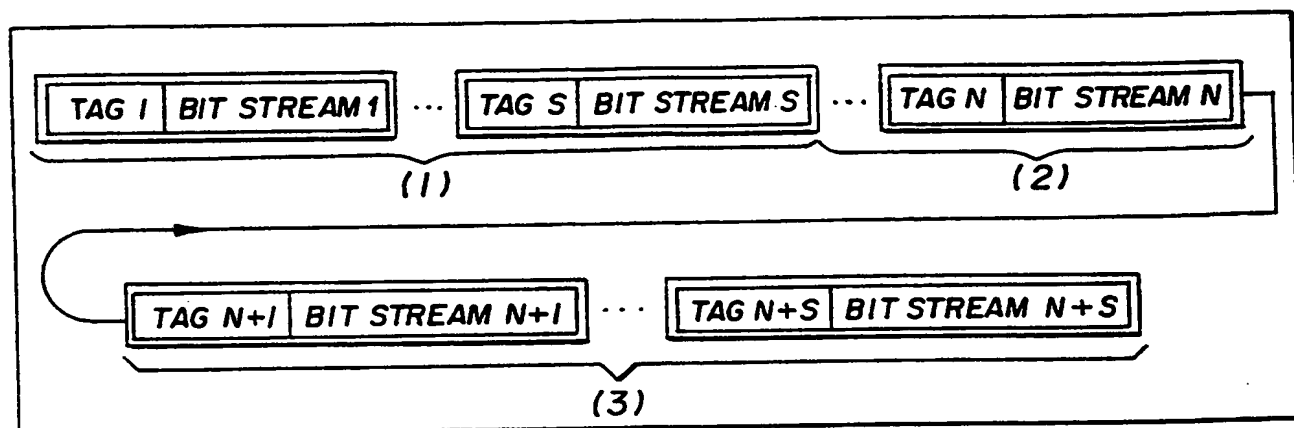 TAG 1 BIT STREAM 1 ... TAG S BIT STREAM S ... TAG N BIT STREAM N
(1) (2)
TAG N+1 BIT STREAM N+1 ... TAG N+S BIT STREAM N+S
(3)